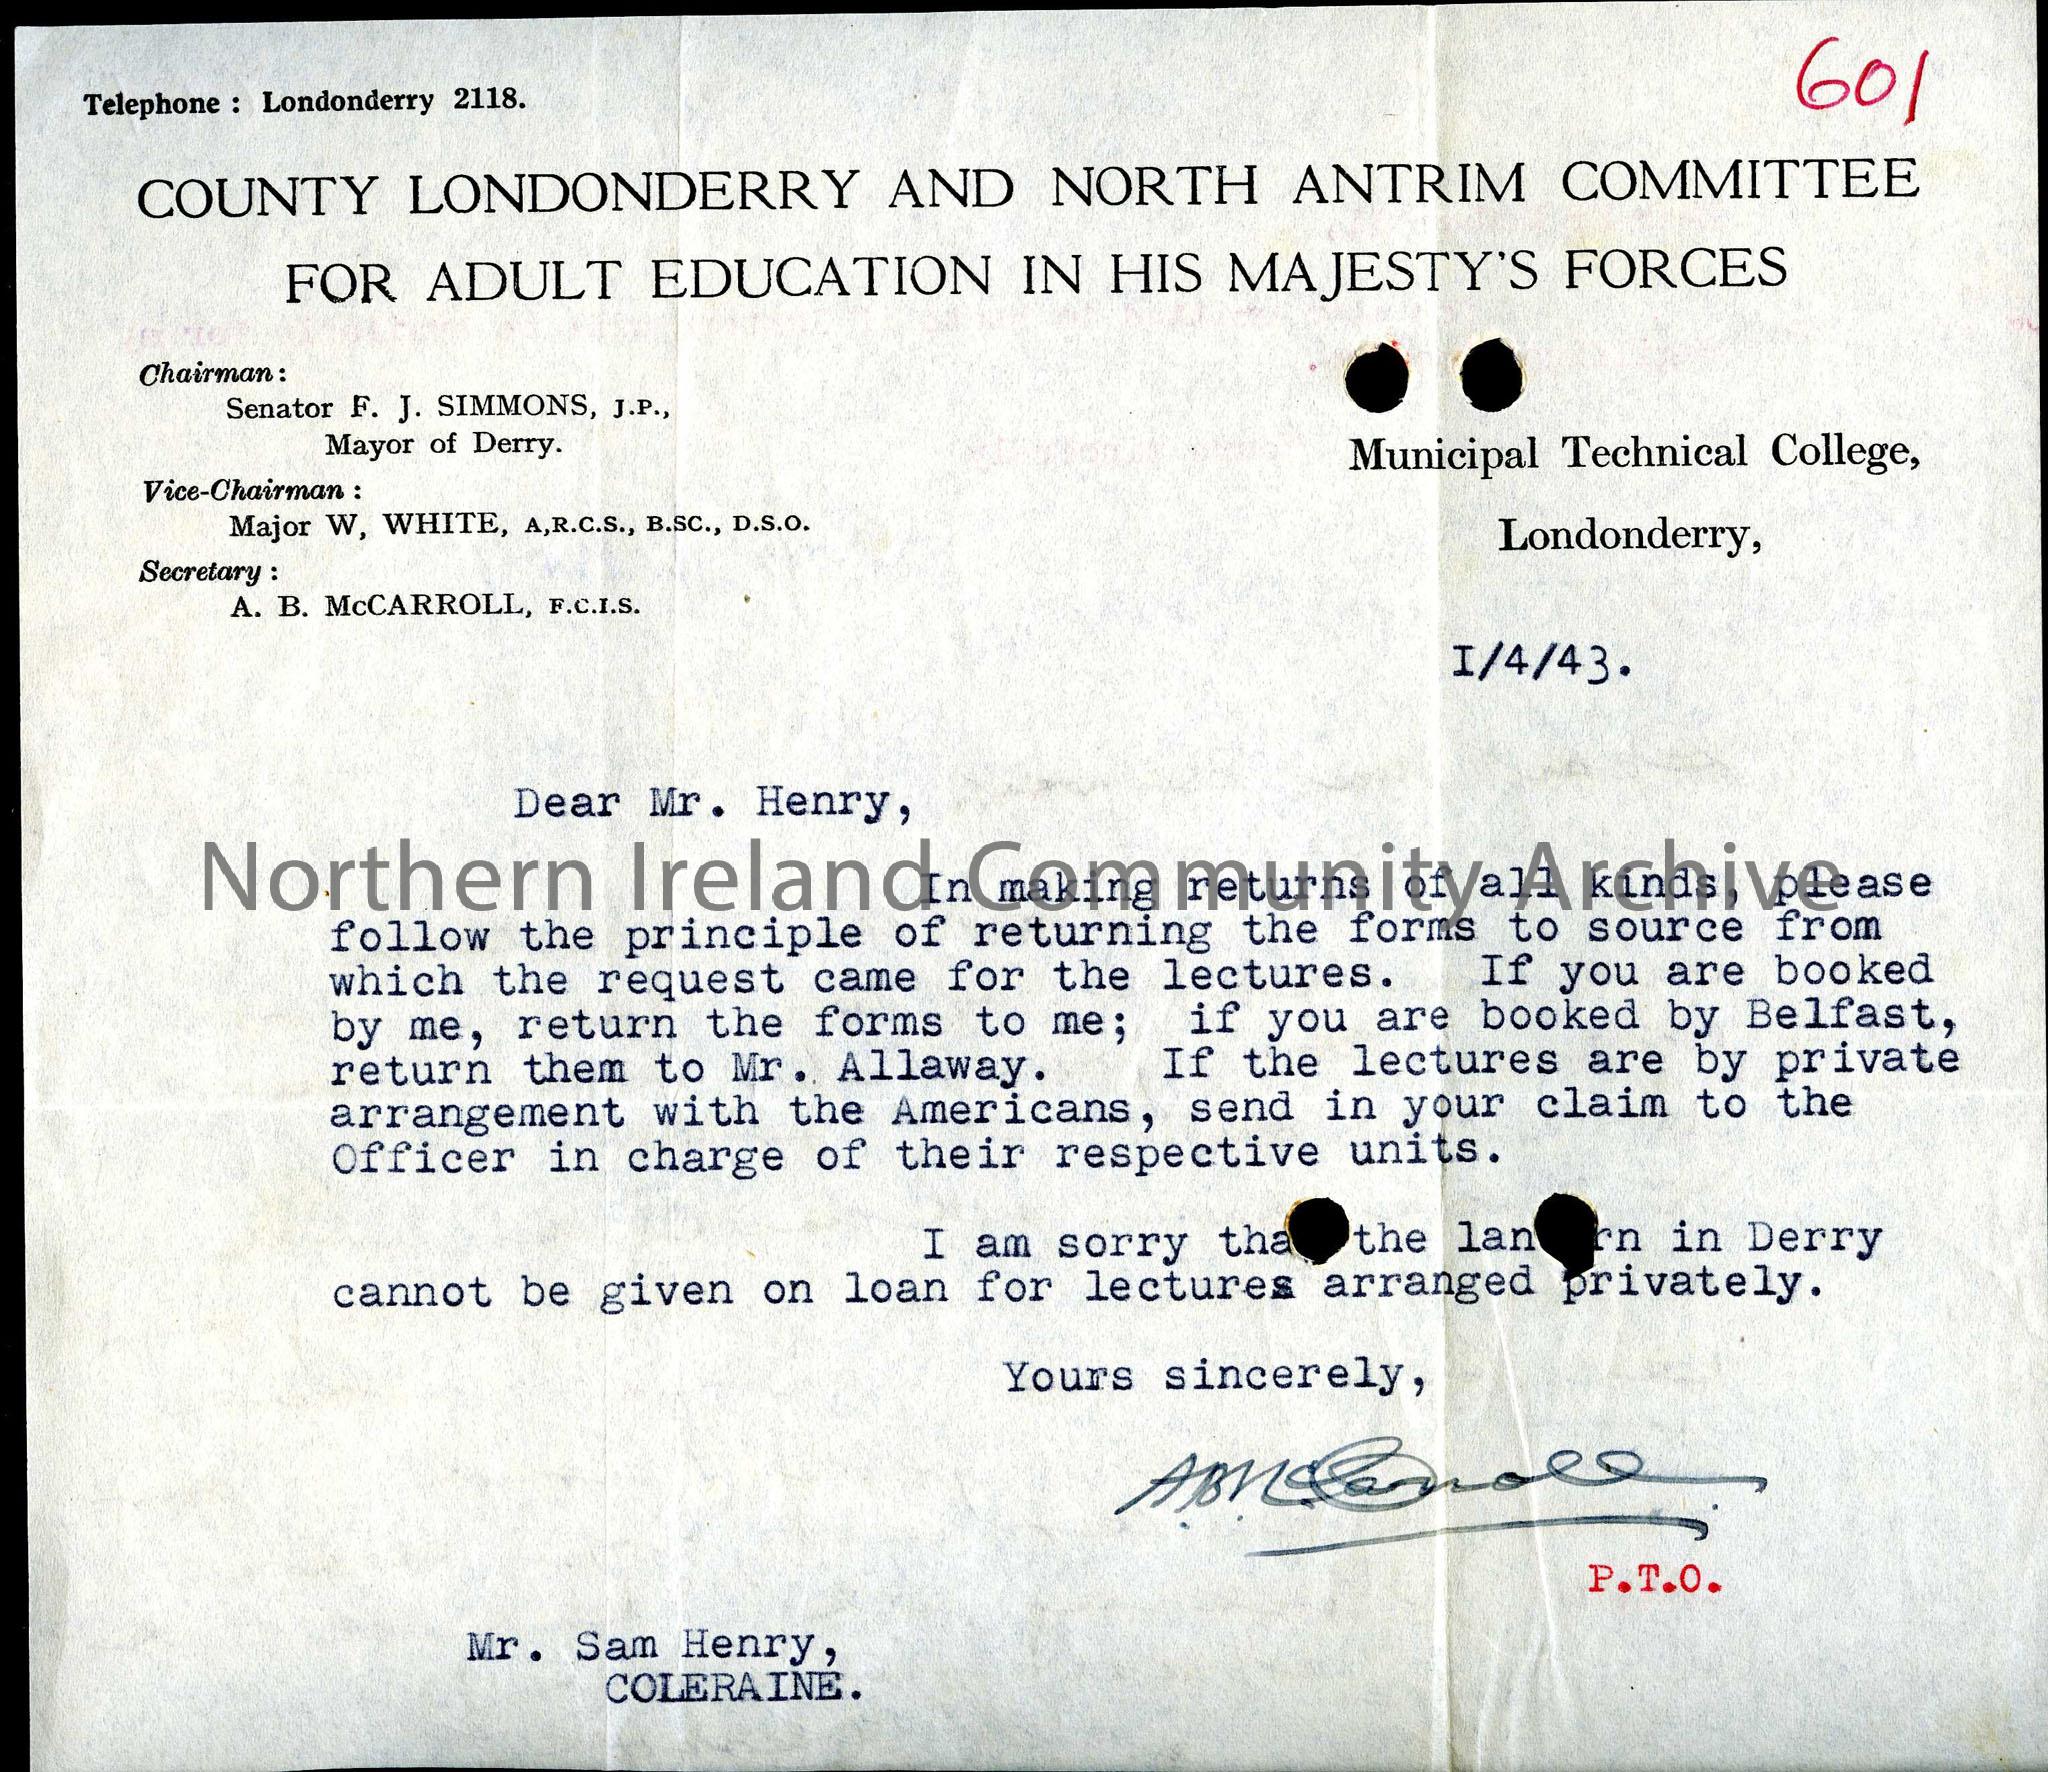 Telephone : Londonderry 2118.
601
COUNTY LONDONDERRY AND NORTH ANTRIM COMMITTEE
FOR ADULT EDUCATION IN HIS MAJESTY'S FORCES
Chairman :
Senator F. J. SIMMONS, J.P.,
Mayor of Derry.
Vice-Chairman :
Major W, WHITE, A,R.C.S., B.SC., D.S.O.
Secretary :
A. B. McCARROLL, F.C.I.S.
Municipal Technical College,
Londonderry,
I/4/43.
Dear Mr. Henry,
Northern Ireland Community Archive
In making returns of all kinds, please
follow the principle of returning the forms to source from
which the request came for the lectures. If you are booked
by me, return the forms to me; if you are booked by Belfast,
return them to Mr. Allaway. If the lectures are by private
arrangement with the Americans, send in your claim to the
Officer in charge of their respective units.
I am sorry tha the lan rn in Derry
cannot be given on loan for lectures arranged privately.
Yours sincerely,
A.B. McCarroll
P.T.O.
Mr. Sam Henry,
COLERAINE.